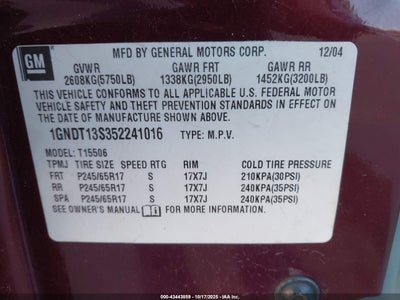 GM
MFD BY GENERAL MOTORS CORP. 12/04
GVWR GAWR FRT GAWR RR
2608KG(5750LB) 1338KG(2950LB) 1452KG(3200LB)
THIS VEHICLE CONFORMS TO ALL APPLICABLE U.S. FEDERAL MOTOR
VEHICLE SAFETY AND THEFT PREVENTION STANDARDS IN EFFECT ON
THE DATE OF MANUFACTURE SHOWN ABOVE.
1GNDT13S352241016 TYPE: M.P.V.
MODEL: T15506
TPMJ TIRE SIZE SPEED RTG RIM COLD TIRE PRESSURE
FRT P245/65R17 S 17X7J 210KPA(30PSI)
RR P245/65R17 S 17X7J 240KPA(35PSI)
SPA P245/65R17 S 17X7J 240KPA(35PSI)
SEE OWNER'S MANUAL FOR MORE INFORMATION.
ID: 43443059 - 10/17/2025 - © IAA, Inc.